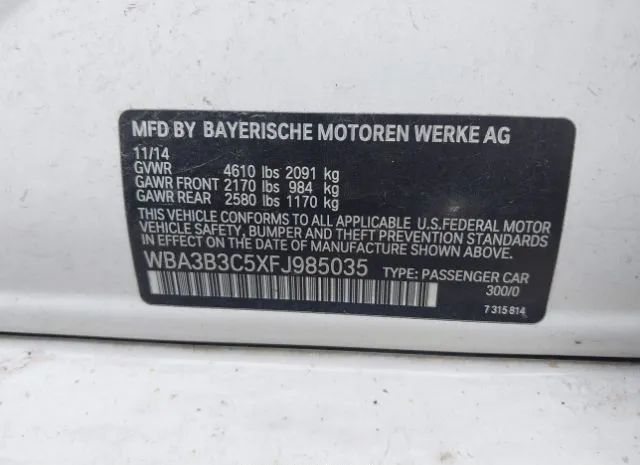 MFD BY BAYERISCHE MOTOREN WERKE AG
11/14
GVWR 4610 lbs 2091 kg
GAWR FRONT 2170 lbs 984 kg
GAWR REAR 2580 lbs 1170 kg
THIS VEHICLE CONFORMS TO ALL APPLICABLE U.S.FEDERAL MOTOR
VEHICLE SAFETY, BUMPER AND THEFT PREVENTION STANDARDS
IN EFFECT ON THE DATE OF MANUFACTURE SHOWN ABOVE.
WBA3B3C5XFJ985035 TYPE: PASSENGER CAR
300/0
7 315 814